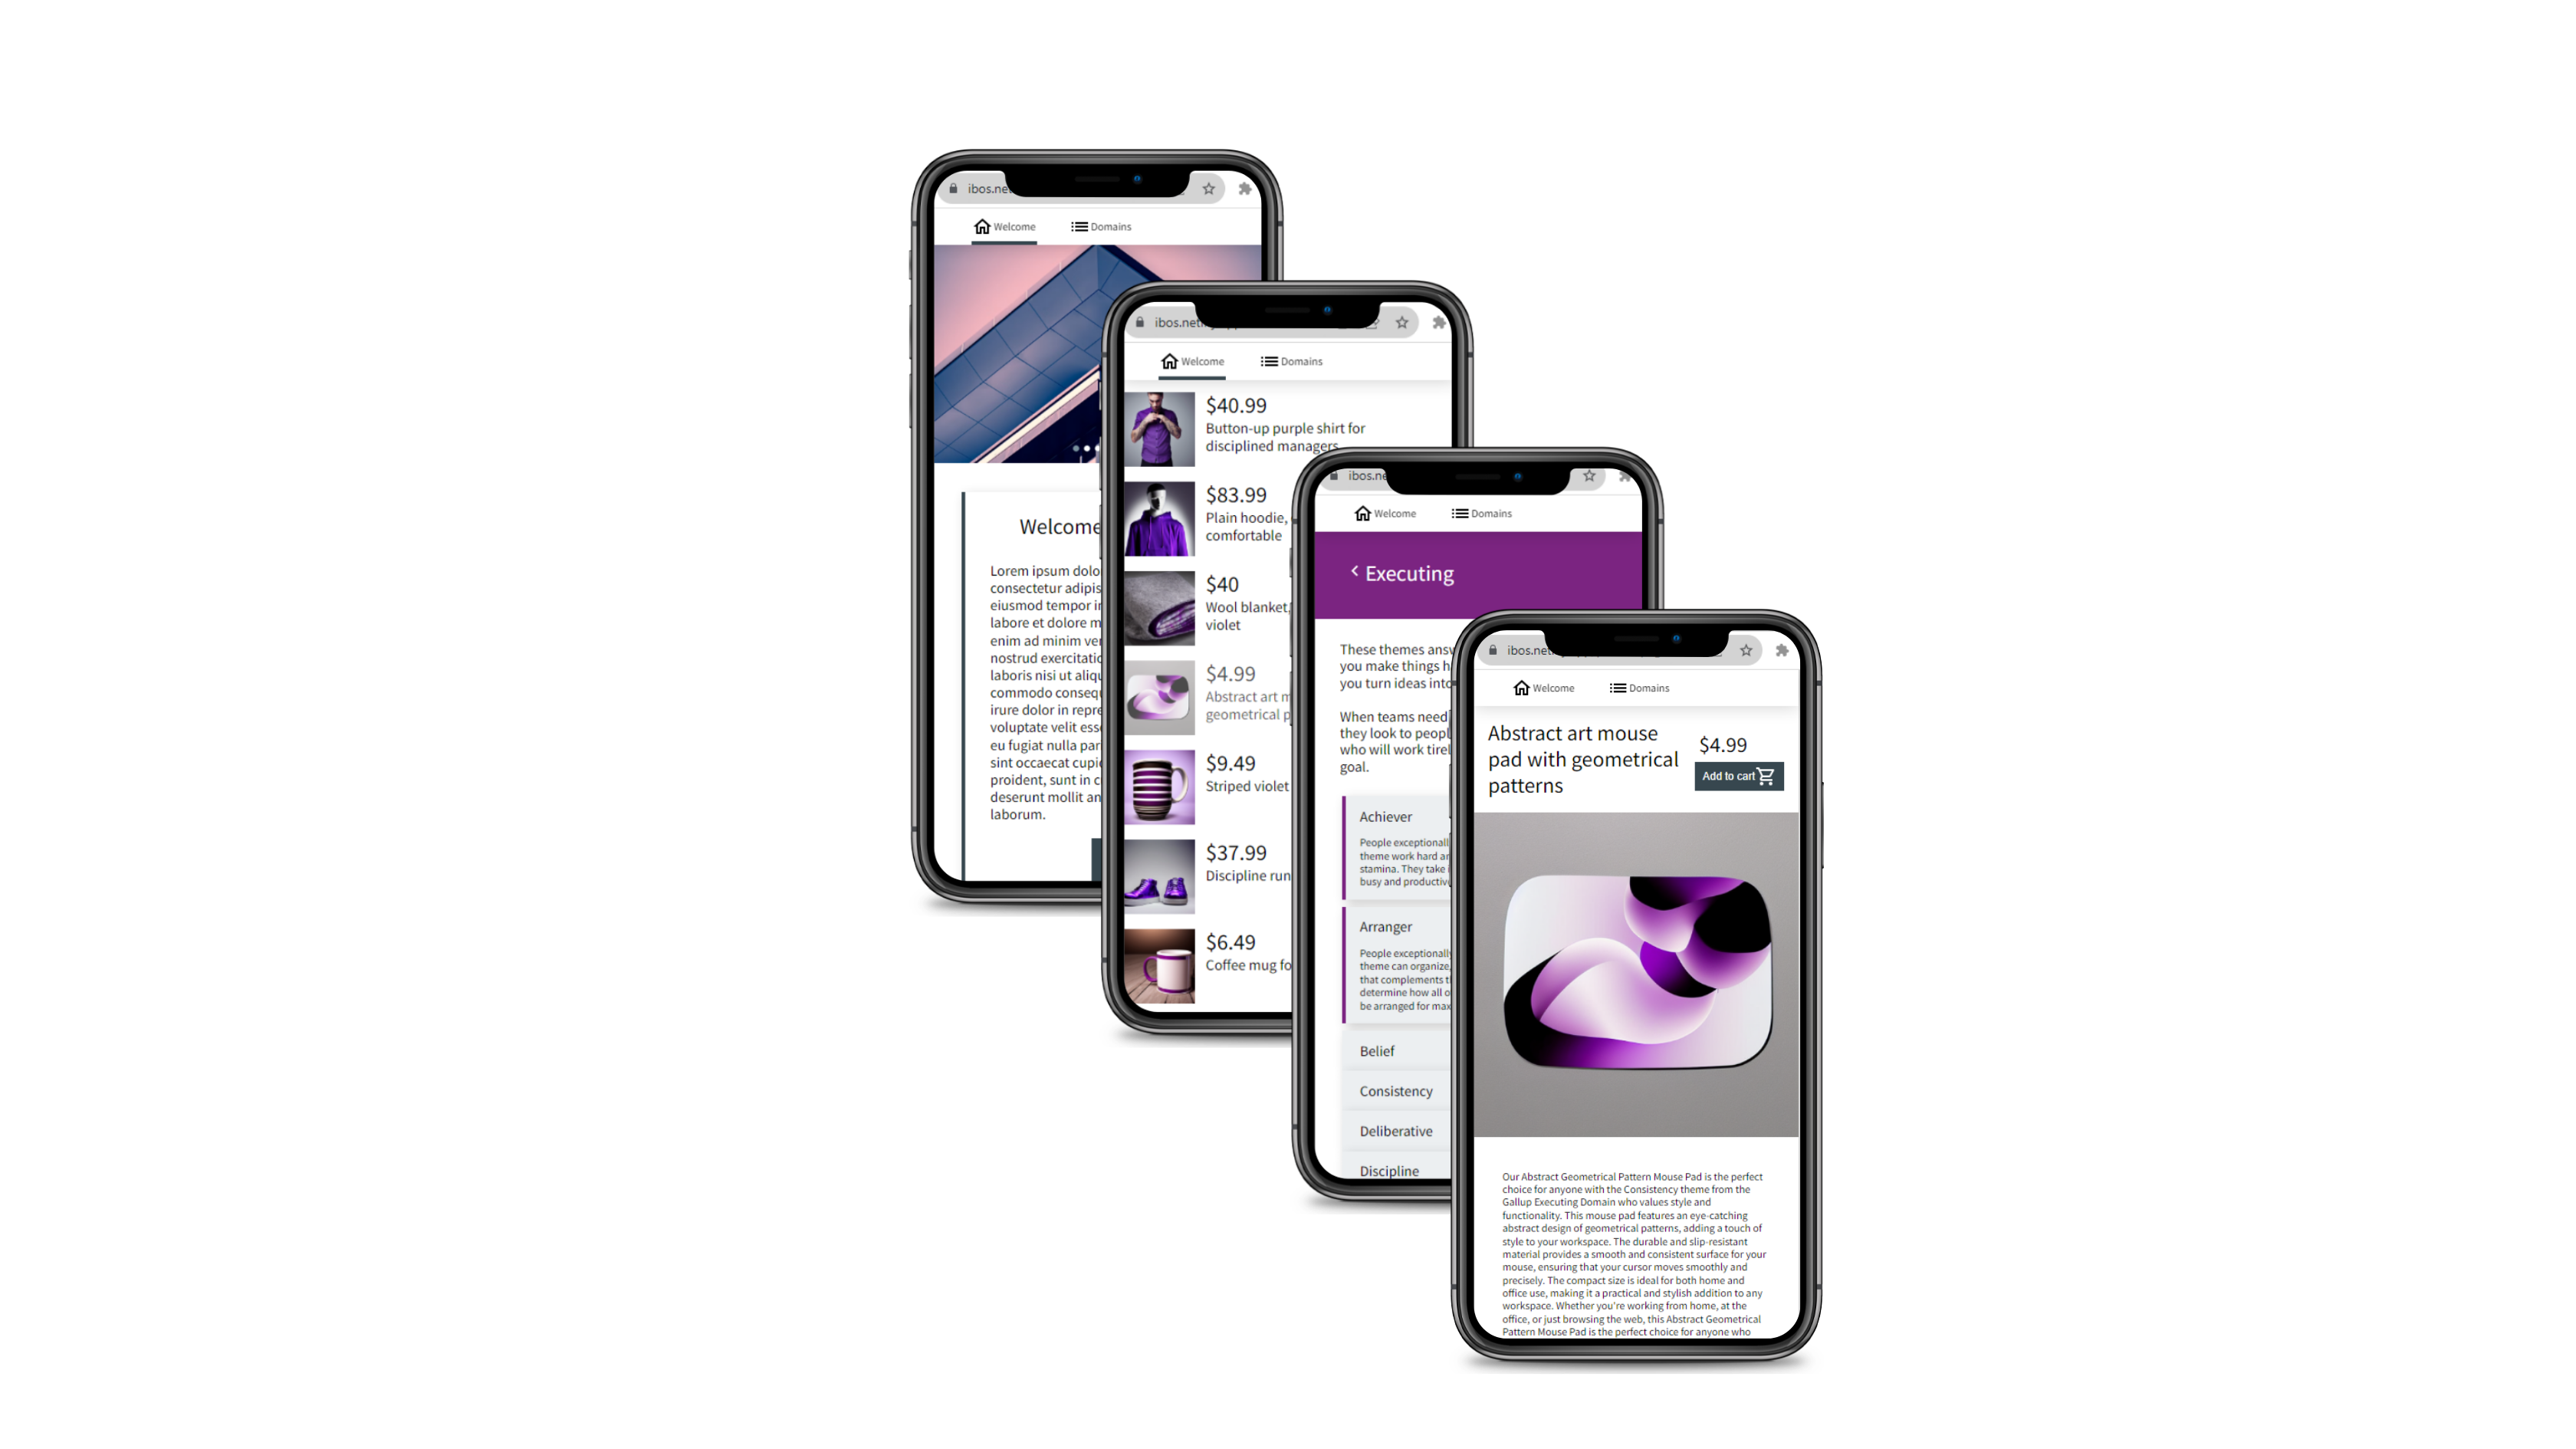 ibos.ne
Welcome
Domains
Welcome
Lorem ipsum dolo
consectetur adipis
eiusmod tempor in
labore et dolore m
enim ad minim ve
nostrud exercitatio
laboris nisi ut aliqu
commodo consequ
irure dolor in repre
voluptate velit ess
eu fugiat nulla par
sint occaecat cupi
proident, sunt in c
deserunt mollit an
laborum.
ibos.net
Welcome
Domains
$40.99
Button-up purple shirt for
disciplined managers
$83.99
Plain hoodie,
comfortable
$40
Wool blanket,
violet
$4.99
Abstract art m
geometrical p
$9.49
Striped violet
$37.99
Discipline run
$6.49
Coffee mug fo
ibos.ne
Welcome
Domains
< Executing
These themes answ
you make things h
you turn ideas into
When teams need
they look to peopl
who will work tirel
goal.
Achiever
People exceptionall
theme work hard an
stamina. They take i
busy and productive
Arranger
People exceptionally
theme can organize,
that complements t
determine how all o
be arranged for max
Belief
Consistency
Deliberative
Discipline
ibos.net
Welcome
Domains
Abstract art mouse
pad with geometrical
patterns
$4.99
Add to cart
Our Abstract Geometrical Pattern Mouse Pad is the perfect
choice for anyone with the Consistency theme from the
Gallup Executing Domain who values style and
functionality. This mouse pad features an eye-catching
abstract design of geometrical patterns, adding a touch of
style to your workspace. The durable and slip-resistant
material provides a smooth and consistent surface for your
mouse, ensuring that your cursor moves smoothly and
precisely. The compact size is ideal for both home and
office use, making it a practical and stylish addition to any
workspace. Whether you're working from home, at the
office, or just browsing the web, this Abstract Geometrical
Pattern Mouse Pad is the perfect choice for anyone who